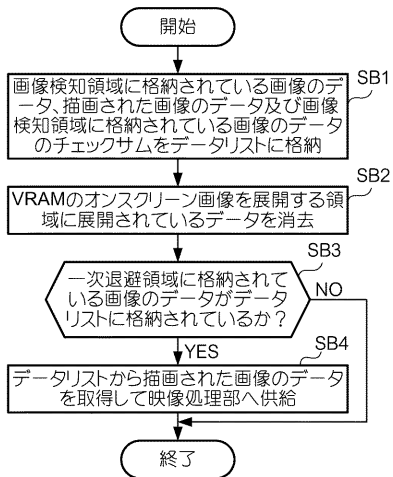 開始
SB1
画像検知領域に格納されている画像のデ
ータ、描画された画像のデータ及び画像
検知領域に格納されている画像のデータ
のチェックサムをデータリストに格納
SB2
VRAMのオンスクリーン画像を展開する領
域に展開されているデータを消去
SB3
一次退避領域に格納されて
いる画像のデータがデータ
リストに格納されているか？
NO
YES
SB4
データリストから描画された画像のデータ
を取得して映像処理部へ供給
終了